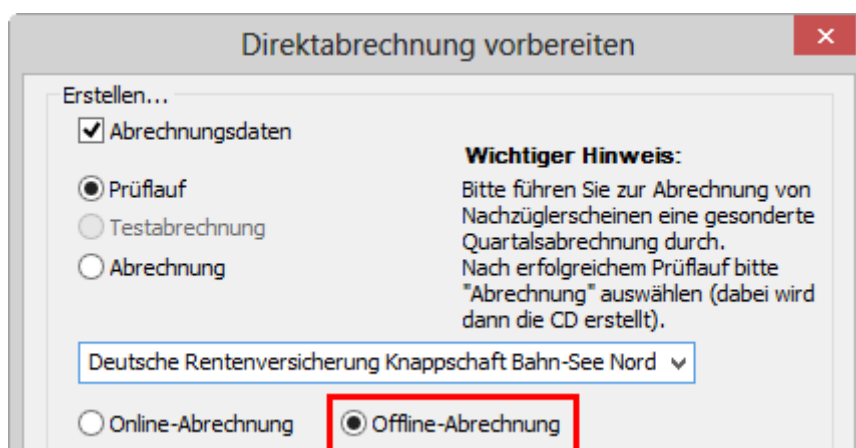 Direktabrechnung vorbereiten
Erstellen...
Abrechnungsdaten
Wichtiger Hinweis:
Prüflauf
Testabrechnung
Abrechnung
Bitte führen Sie zur Abrechnung von
Nachzüglerscheinen eine gesonderte
Quartalsabrechnung durch.
Nach erfolgreichem Prüflauf bitte
"Abrechnung" auswählen (dabei wird
dann die CD erstellt).
Deutsche Rentenversicherung Knappschaft Bahn-See Nord
Online-Abrechnung
Offline-Abrechnung